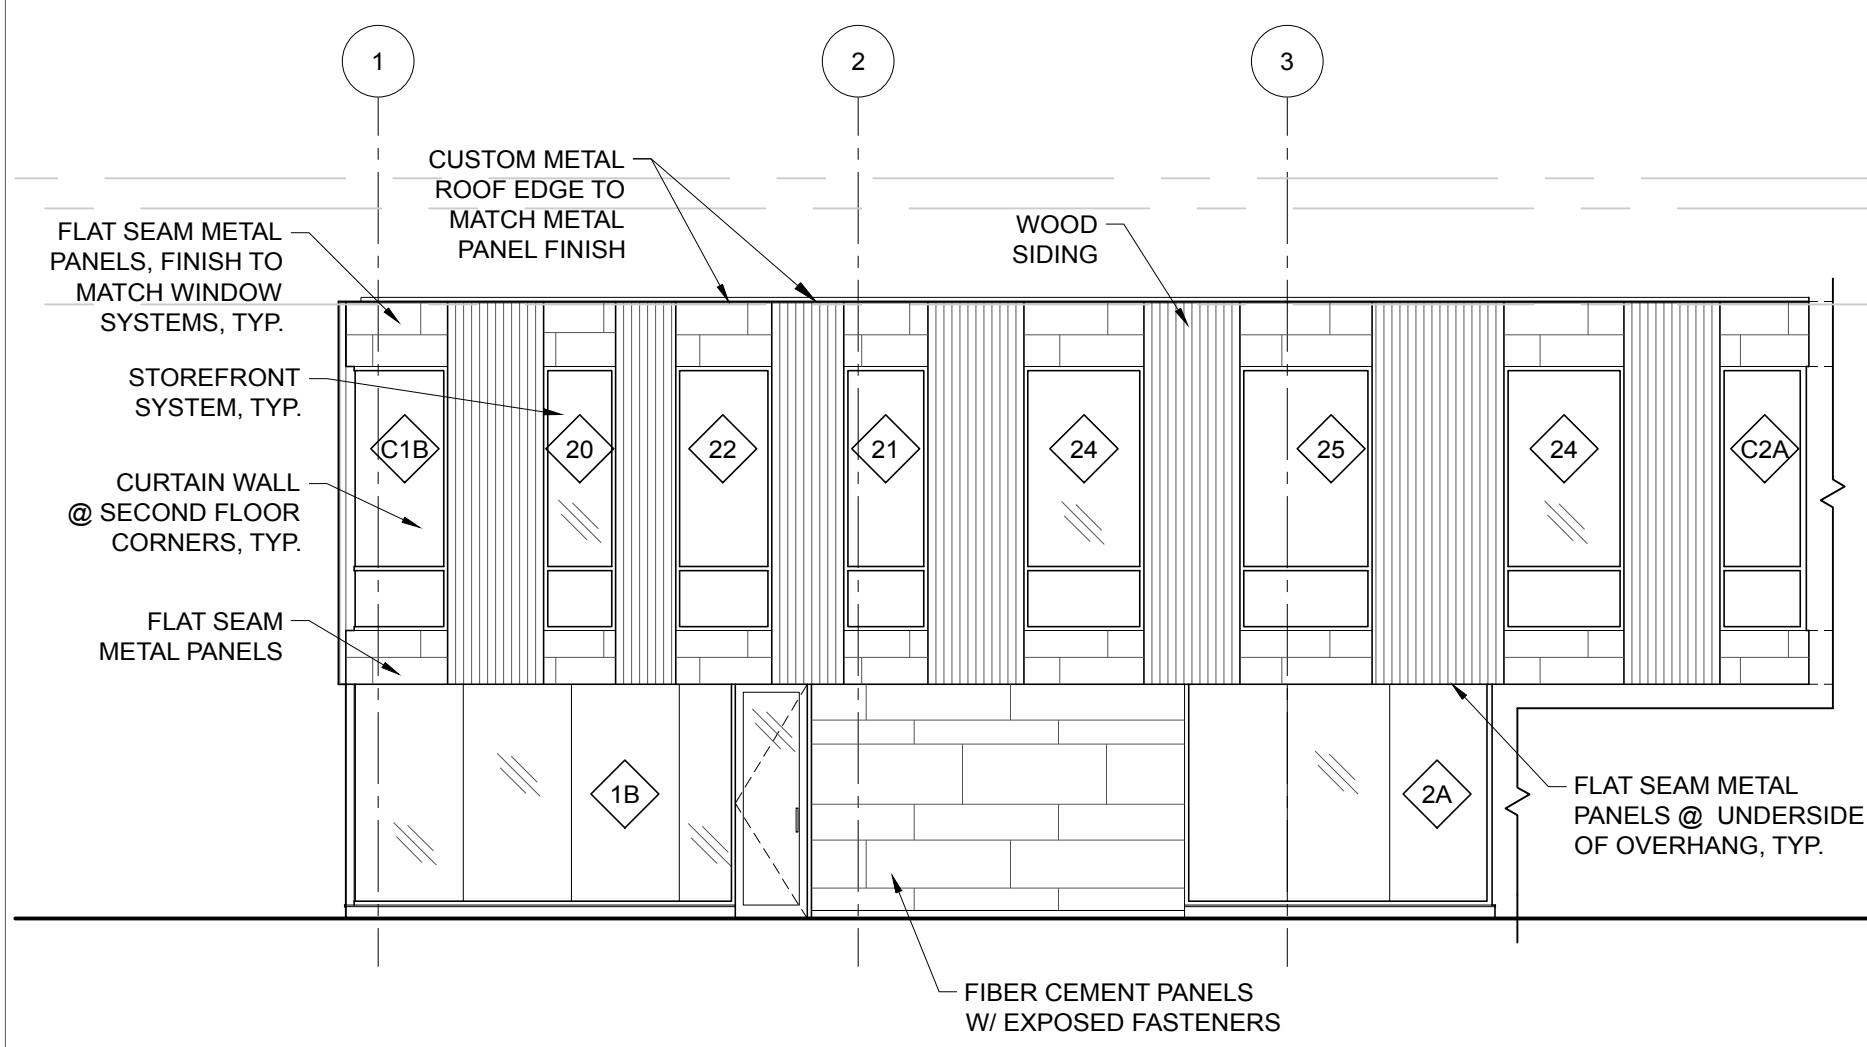 1
2
3
CUSTOM METAL
ROOF EDGE TO
MATCH METAL
PANEL FINISH
FLAT SEAM METAL
PANELS, FINISH TO
MATCH WINDOW
SYSTEMS, TYP.
WOOD
SIDING
STOREFRONT
SYSTEM, TYP.
CURTAIN WALL
@ SECOND FLOOR
CORNERS, TYP.
FLAT SEAM
METAL PANELS
C1B
20
22
21
24
25
24
C2A
1B
2A
FLAT SEAM METAL
PANELS @ UNDERSIDE
OF OVERHANG, TYP.
FIBER CEMENT PANELS
W/ EXPOSED FASTENERS